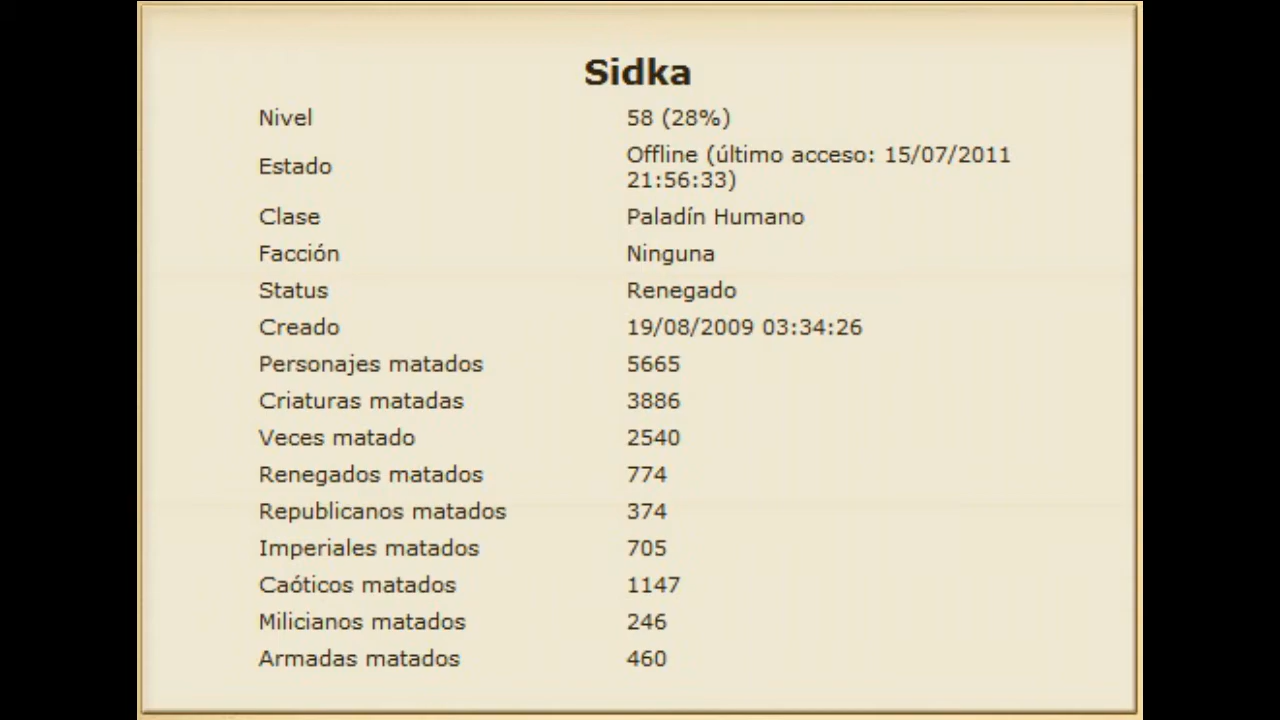 Sidka
Nivel 58 (28%)
Estado Offline (último acceso: 15/07/2011
21:56:33)
Clase Paladín Humano
Facción Ninguna
Status Renegado
Creado 19/08/2009 03:34:26
Personajes matados 5665
Criaturas matadas 3886
Veces matado 2540
Renegados matados 774
Republicanos matados 374
Imperiales matados 705
Caóticos matados 1147
Milicianos matados 246
Armadas matados 460